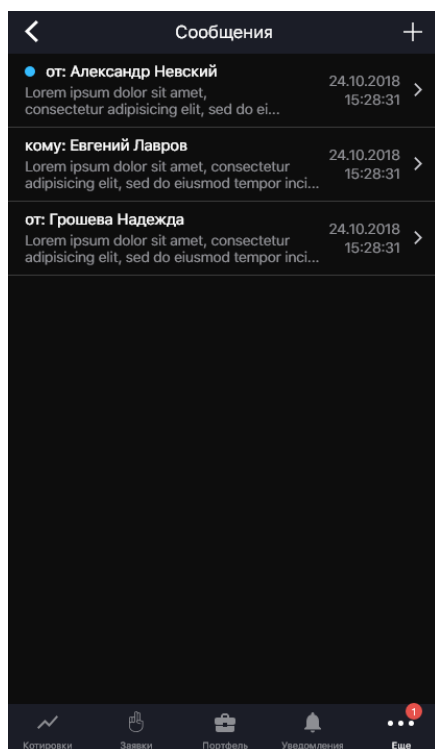 Сообщения
от: Александр Невский
Lorem ipsum dolor sit amet,
consectetur adipisicing elit, sed do ei...
24.10.2018
15:28:31
кому: Евгений Лавров
Lorem ipsum dolor sit amet, consectetur
adipisicing elit, sed do eiusmod tempor inci...
24.10.2018
15:28:31
от: Грошева Надежда
Lorem ipsum dolor sit amet, consectetur
adipisicing elit, sed do eiusmod tempor inci...
24.10.2018
15:28:31
1
Котировки
Заявки
Портфель
Уведомления
Еще